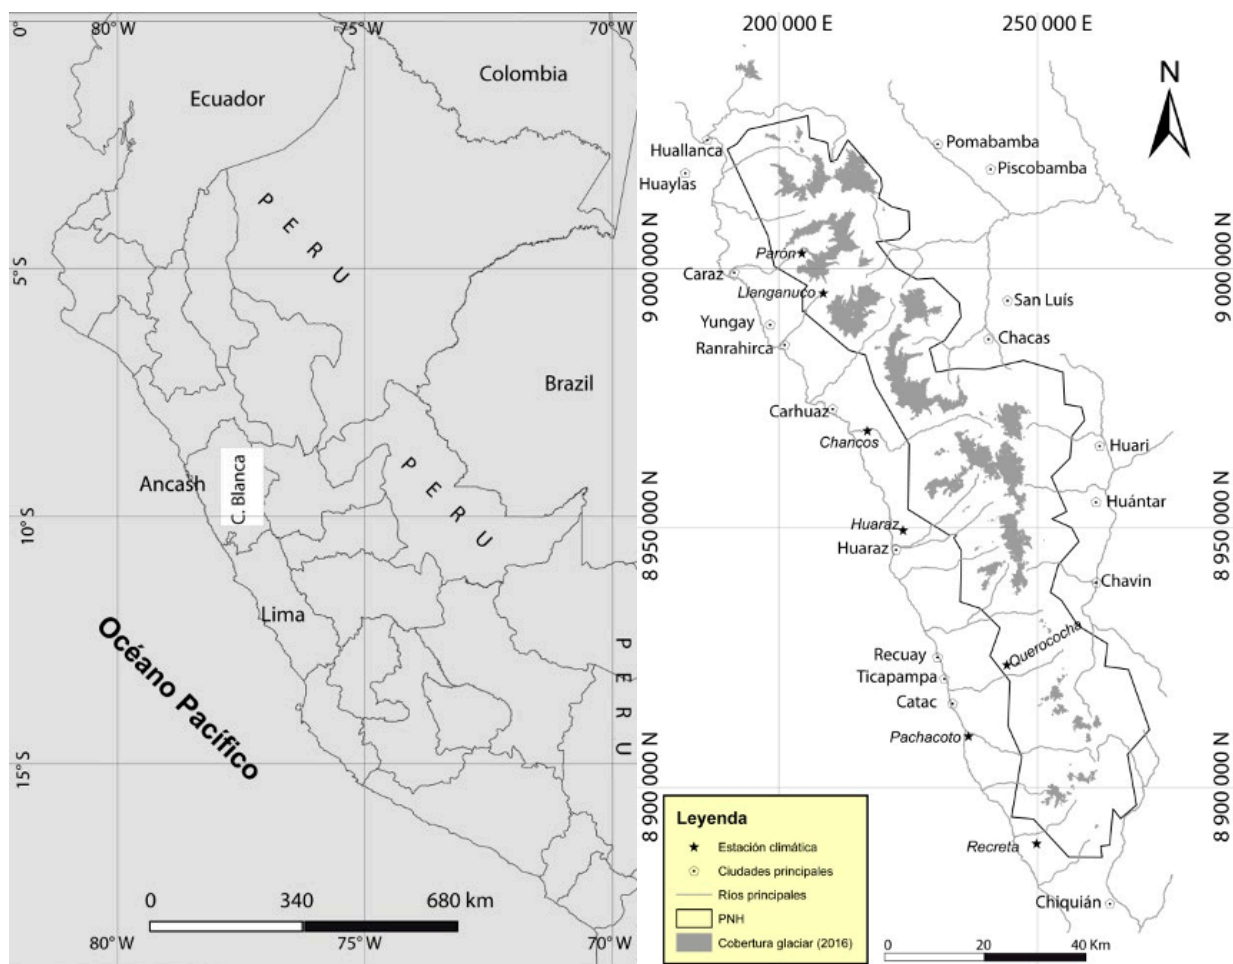 0°
80°W
75°W
70°W
Colombia
Ecuador
P E R U
5°S
Brazil
Ancash
C. Blanca
P E R U
10°S
Lima
P E R U
Océano Pacífico
15°S
0 340 680 km
80°W
75°W
70°W
200 000 E
250 000 E
N
Huallanca
Huaylas
Pomabamba
Piscobamba
Parón
Caraz
9 000 000 N
9 000 000 N
Llanganuco
San Luís
Yungay
Ranrahirca
Chacas
Carhuaz
Chancos
Huari
Huántar
Huaraz
Huaraz
8 950 000 N
8 950 000 N
Chavin
Querococha
Recuay
Ticapampa
Catac
Pachacoto
8 900 000 N
8 900 000 N
Recreta
Chiquián
Leyenda
Estación climática
Ciudades principales
Ríos principales
PNH
Cobertura glaciar (2016)
0 20 40 Km